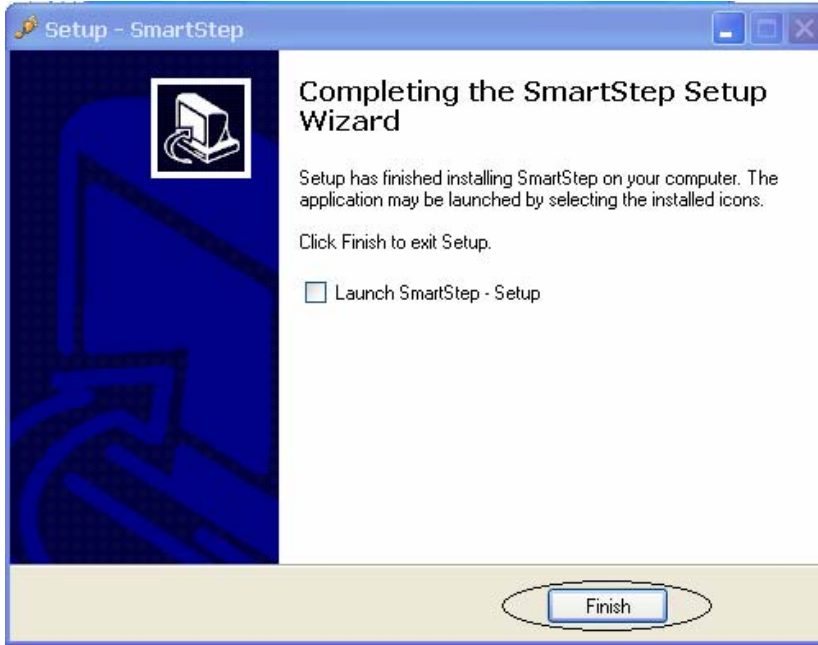 Setup - SmartStep
Completing the SmartStep Setup
Wizard
Setup has finished installing SmartStep on your computer. The
application may be launched by selecting the installed icons.
Click Finish to exit Setup.
Launch SmartStep - Setup
Finish